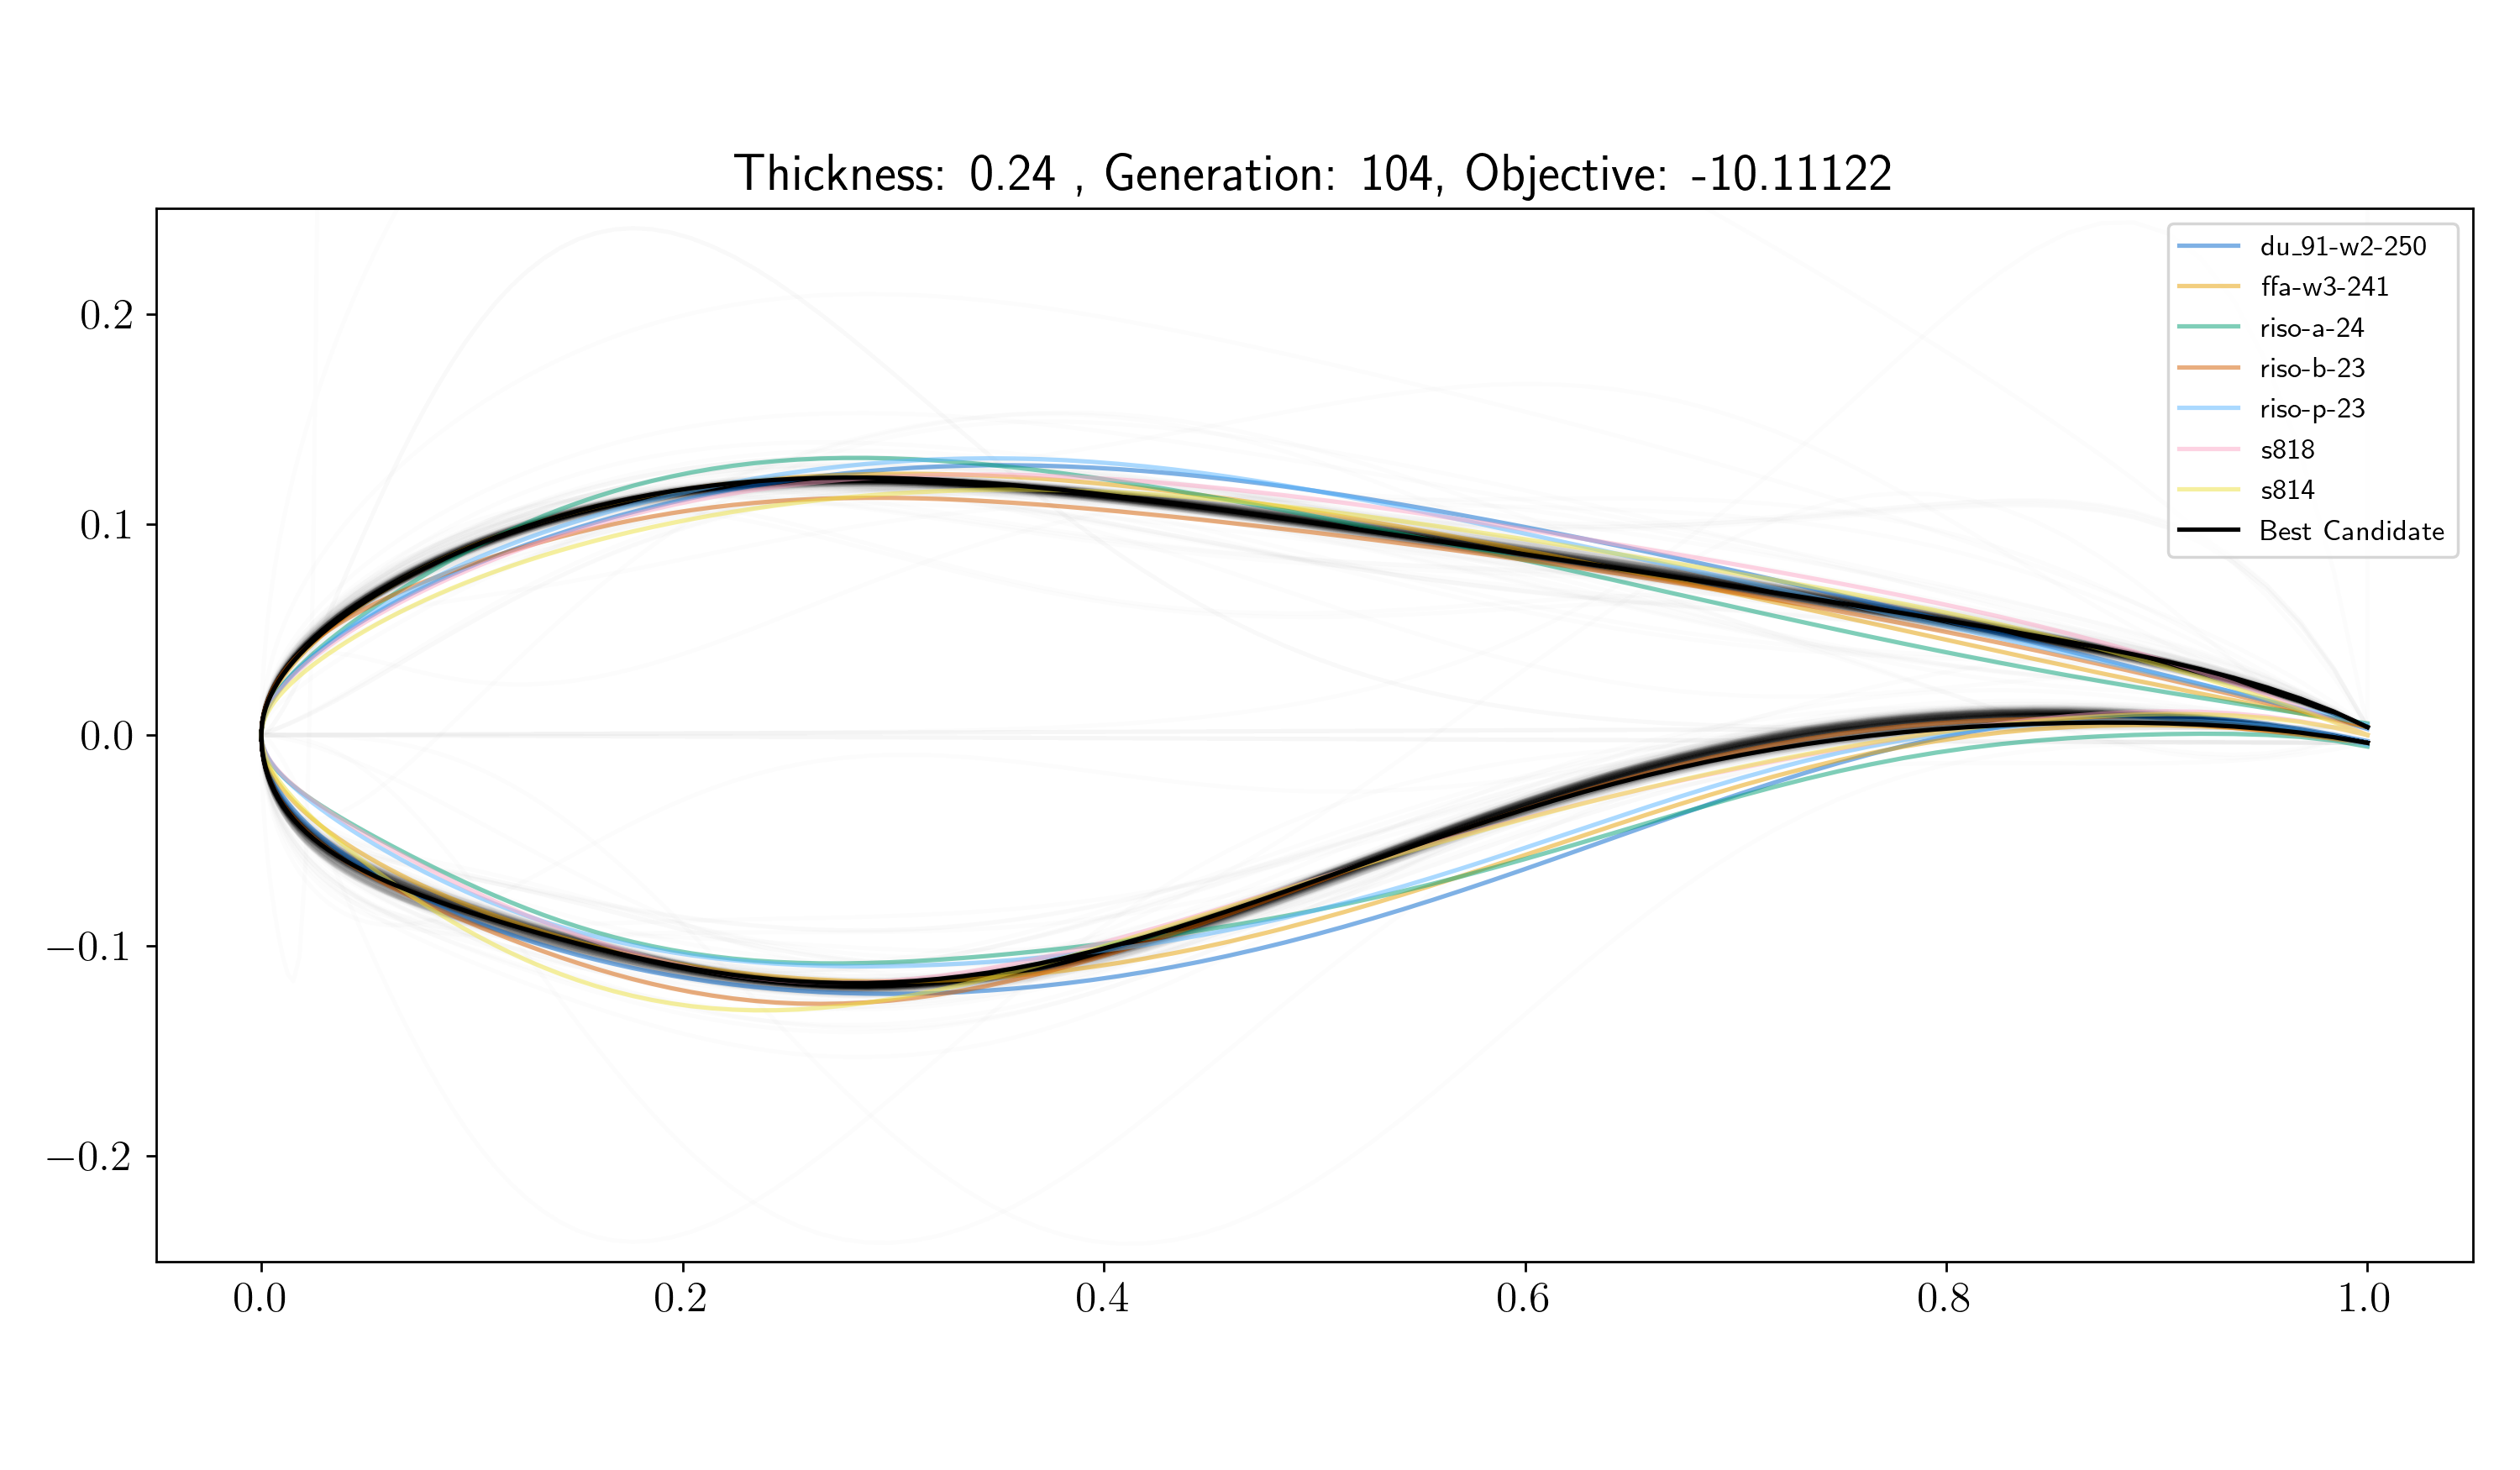 Thickness: 0.24 , Generation: 104, Objective: -10.11122
du_91-w2-250
ffa-w3-241
riso-a-24
riso-b-23
riso-p-23
s818
s814
Best Candidate
0.2
0.1
0.0
−0.1
−0.2
0.0 0.2 0.4 0.6 0.8 1.0